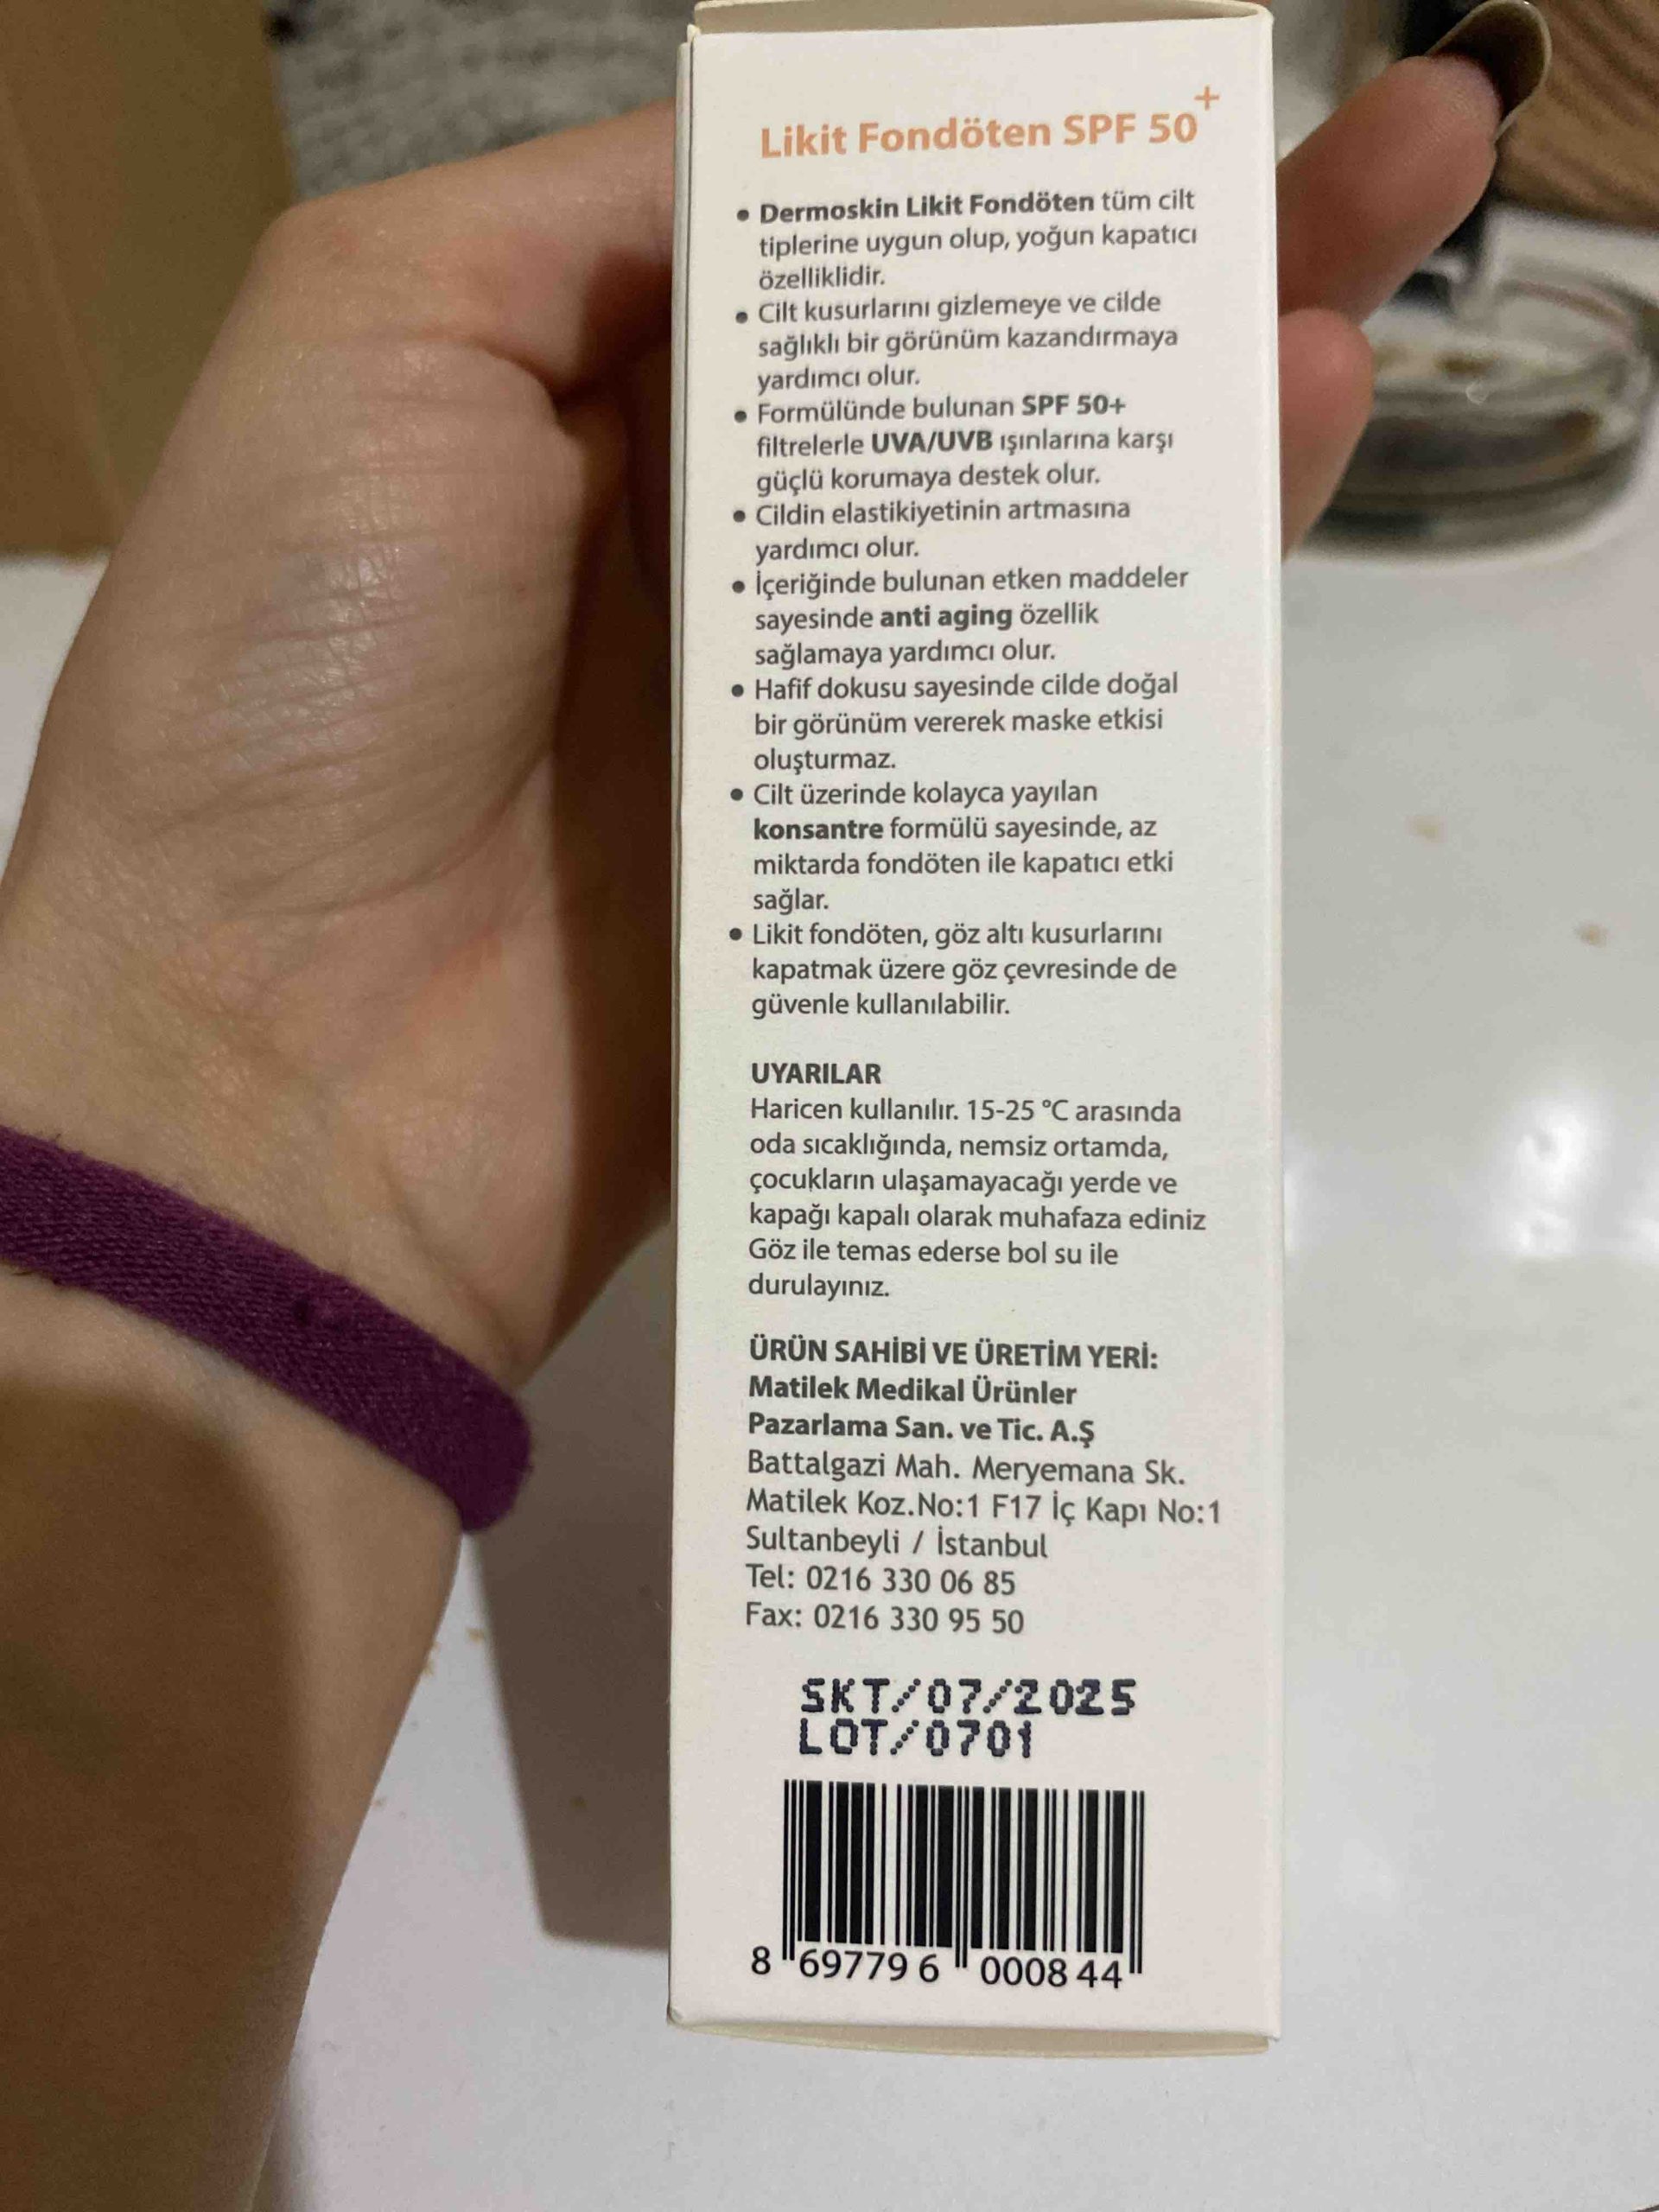 Likit Fondöten SPF 50+
• Dermoskin Likit Fondöten tüm cilt
tiplerine uygun olup, yoğun kapatıcı
özelliklidir.
• Cilt kusurlarını gizlemeye ve cilde
sağlıklı bir görünüm kazandırmaya
yardımcı olur.
• Formülünde bulunan SPF 50+
filtrelerle UVA/UVB ışınlarına karşı
güçlü korumaya destek olur.
• Cildin elastikiyetinin artmasına
yardımcı olur.
• İçeriğinde bulunan etken maddeler
sayesinde anti aging özellik
sağlamaya yardımcı olur.
• Hafif dokusu sayesinde cilde doğal
bir görünüm vererek maske etkisi
oluşturmaz.
• Cilt üzerinde kolayca yayılan
konsantre formülü sayesinde, az
miktarda fondöten ile kapatıcı etki
sağlar.
• Likit fondöten, göz altı kusurlarını
kapatmak üzere göz çevresinde de
güvenle kullanılabilir.
UYARILAR
Haricen kullanılır. 15-25 °C arasında
oda sıcaklığında, nemsiz ortamda,
çocukların ulaşamayacağı yerde ve
kapağı kapalı olarak muhafaza ediniz
Göz ile temas ederse bol su ile
durulayınız.
ÜRÜN SAHİBİ VE ÜRETİM YERİ:
Matilek Medikal Ürünler
Pazarlama San. ve Tic. A.Ş
Battalgazi Mah. Meryemana Sk.
Matilek Koz.No:1 F17 İç Kapı No:1
Sultanbeyli / İstanbul
Tel: 0216 330 06 85
Fax: 0216 330 95 50
SKT/07/2025
LOT/0701
8 697796 000844